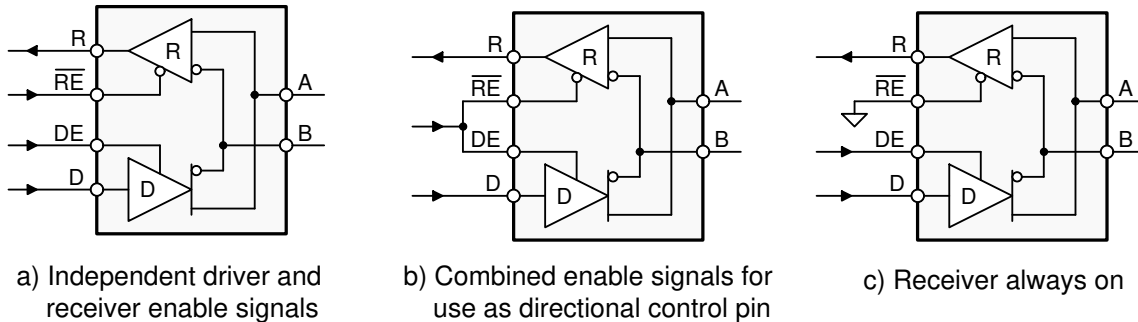 R
RE
DE
D
R
D
A
B
a) Independent driver and
receiver enable signals
R
RE
DE
D
R
D
A
B
b) Combined enable signals for
use as directional control pin
R
RE
DE
D
R
D
A
B
c) Receiver always on